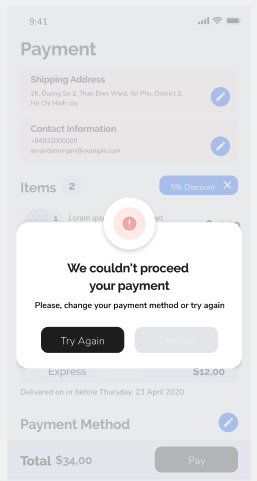 9:41
Payment
Shipping Address
26, Duong So 2, Thao Dien Ward, An Phu, District 2,
Ho Chi Minh city
Contact Information
+84932000000
amandamorgan@example.com
Items 2
5% Discount
1 Lorem
We couldn't proceed
your payment
Please, change your payment method or try again
Try Again Change
Express $12,00
Delivered on or before Thursday, 23 April 2020
Payment Method
Total $34,00 Pay